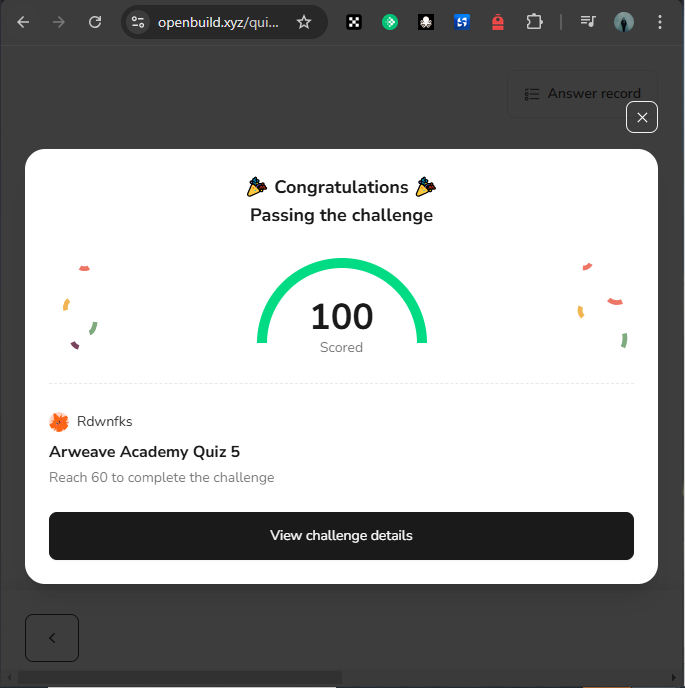 openbuild.xyz/qui...
Answer record
Congratulations
Passing the challenge
100
Scored
Rdwnfks
Arweave Academy Quiz 5
Reach 60 to complete the challenge
View challenge details